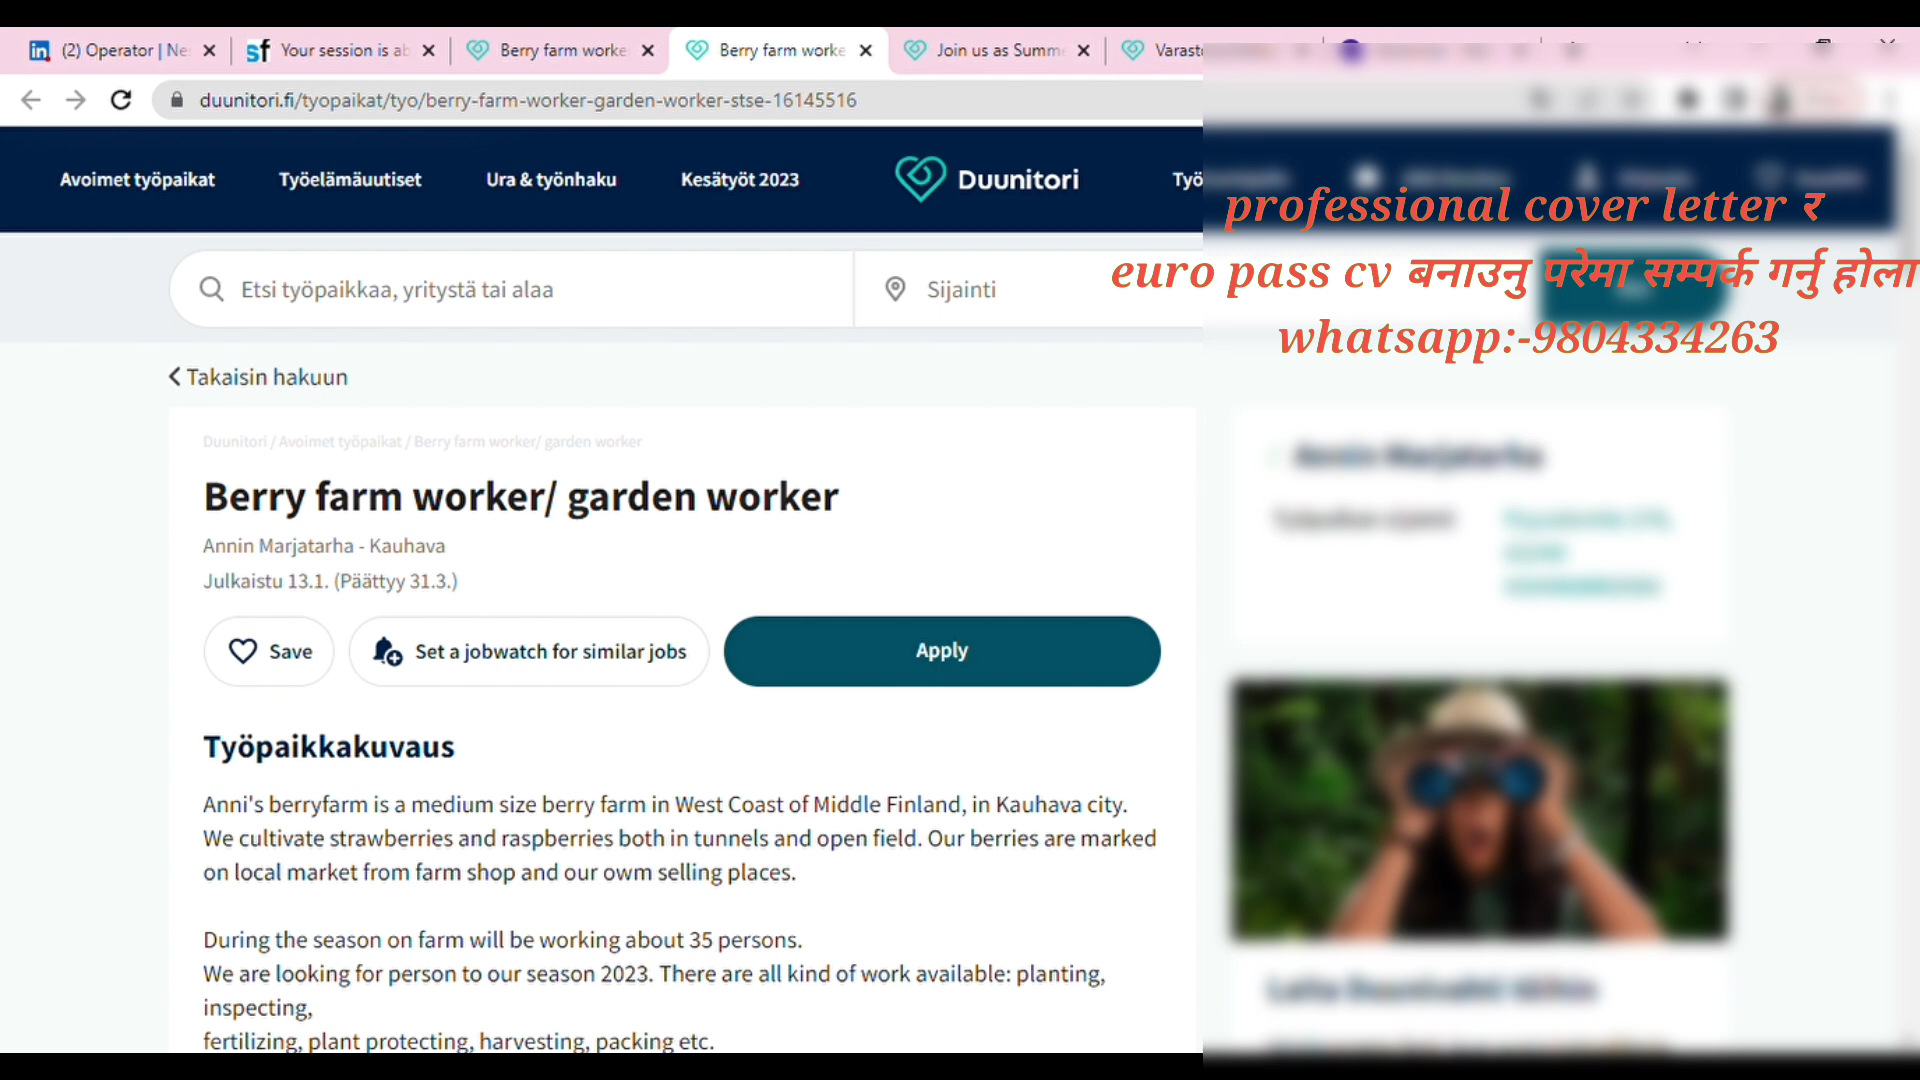 (2) Operator | Ne
Your session is ab
Berry farm worke
Berry farm worke
Join us as Summ
Varast
duunitori.fi/tyopaikat/tyo/berry-farm-worker-garden-worker-stse-16145516
Avoimet työpaikat
Työelämäuutiset
Ura & työnhaku
Kesätyöt 2023
Duunitori
Työ
professional cover letter र
euro pass cv बनाउनु परेमा सम्पर्क गर्नु होला
whatsapp:-9804334263
Etsi työpaikkaa, yritystä tai alaa
Sijainti
Takaisin hakuun
Duunitori / Avoimet työpaikat / Berry farm worker/ garden worker
Berry farm worker/ garden worker
Annin Marjatarha - Kauhava
Julkaistu 13.1. (Päättyy 31.3.)
Save
Set a jobwatch for similar jobs
Apply
Annin Marjatarha
Työpaikkakuvaus
Anni's berryfarm is a medium size berry farm in West Coast of Middle Finland, in Kauhava city.
We cultivate strawberries and raspberries both in tunnels and open field. Our berries are marked
on local market from farm shop and our owm selling places.
During the season on farm will be working about 35 persons.
We are looking for person to our season 2023. There are all kind of work available: planting,
inspecting,
fertilizing, plant protecting, harvesting, packing etc.